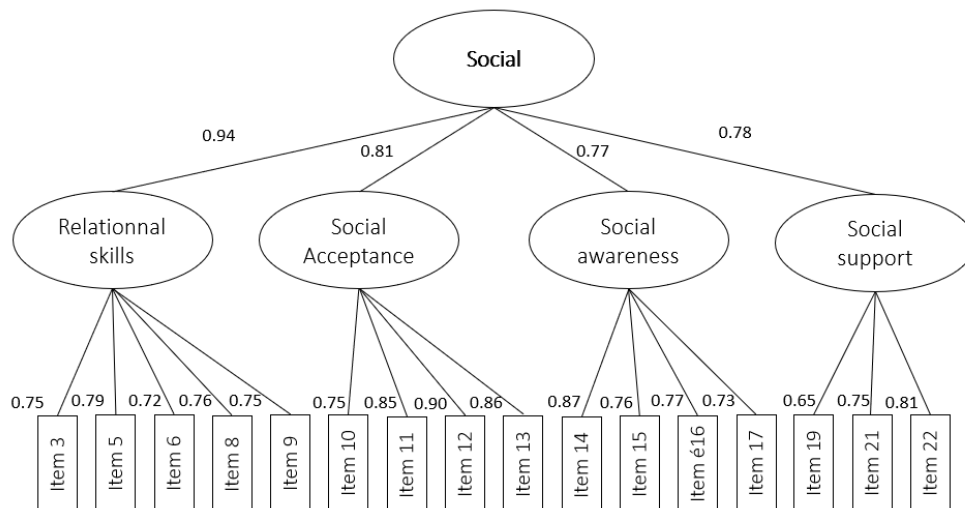 Social
0.94
0.81
0.77
0.78
Relationnal
skills
Social
Acceptance
Social
awareness
Social
support
0.75
0.79
0.72
0.76
0.75
0.75
0.85
0.90
0.86
0.87
0.76
0.77
0.73
0.65
0.75
0.81
Item 3
Item 5
Item 6
Item 8
Item 9
Item 10
Item 11
Item 12
Item 13
Item 14
Item 15
Item é16
Item 17
Item 19
Item 21
Item 22